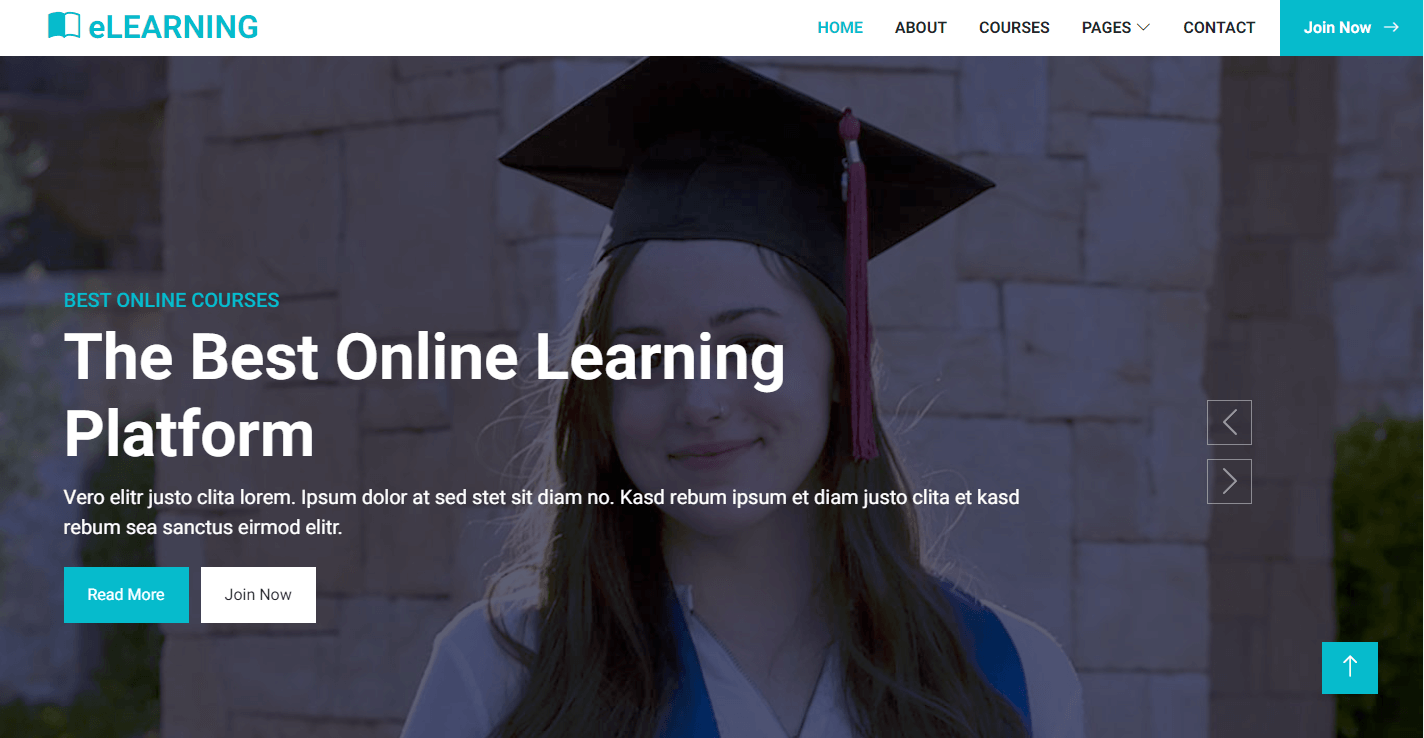 eLEARNING
HOME ABOUT COURSES PAGES CONTACT Join Now
BEST ONLINE COURSES
The Best Online Learning
Platform
Vero elitr justo clita lorem. Ipsum dolor at sed stet sit diam no. Kasd rebum ipsum et diam justo clita et kasd
rebum sea sanctus eirmod elitr.
Read More Join Now